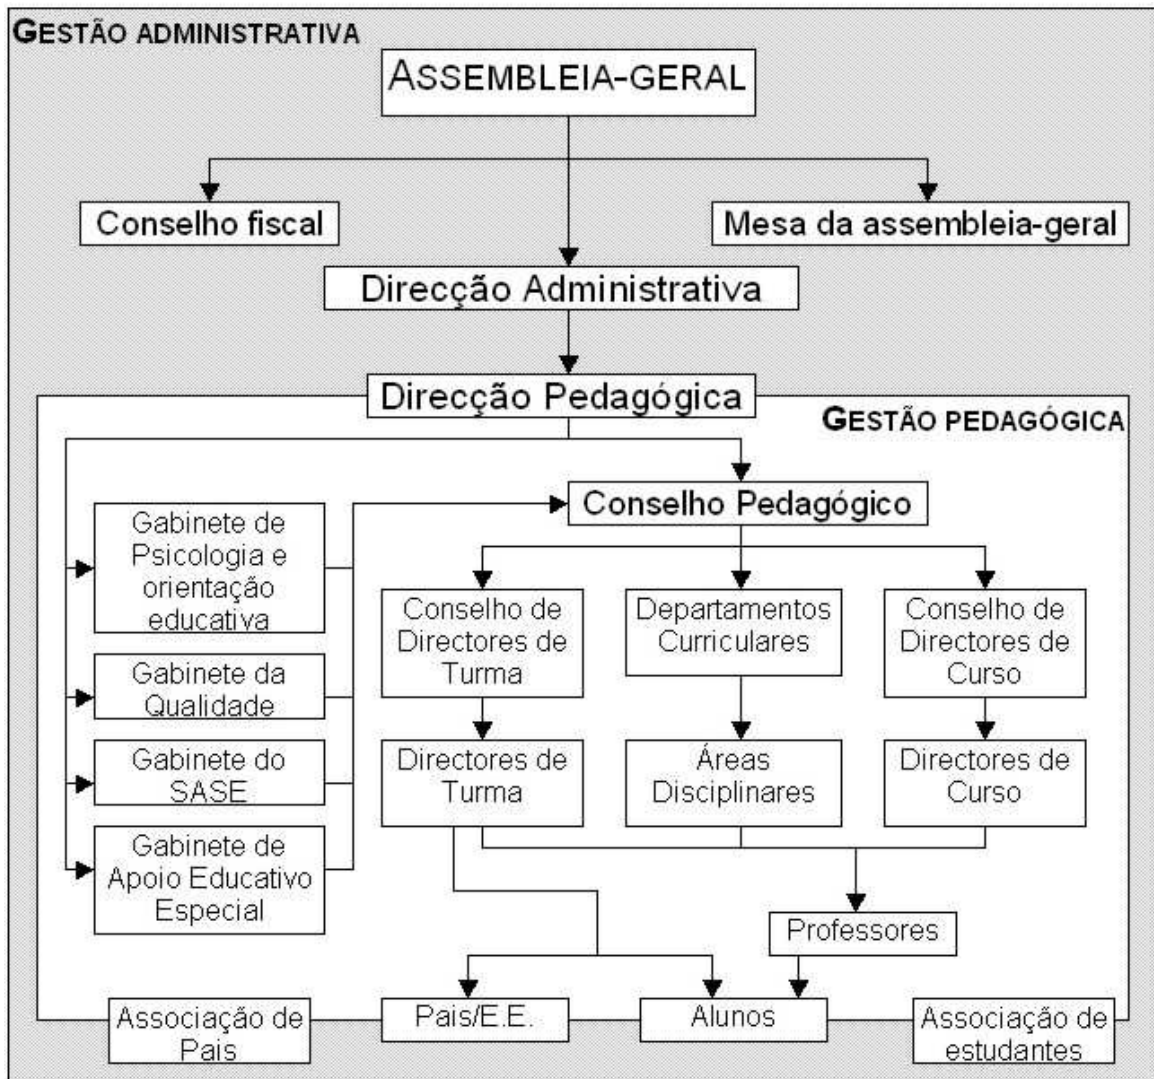 GESTÃO ADMINISTRATIVA
ASSEMBLEIA-GERAL
Conselho fiscal
Mesa da assembleia-geral
Direcção Administrativa
Direcção Pedagógica
GESTÃO PEDAGÓGICA
Conselho Pedagógico
Gabinete de
Psicologia e
orientação
educativa
Gabinete da
Qualidade
Gabinete do
SASE
Gabinete de
Apoio Educativo
Especial
Conselho de
Directores de
Turma
Departamentos
Curriculares
Conselho de
Directores de
Curso
Directores de
Turma
Áreas
Disciplinares
Directores de
Curso
Professores
Associação de
Pais
Pais/E.E.
Alunos
Associação de
estudantes